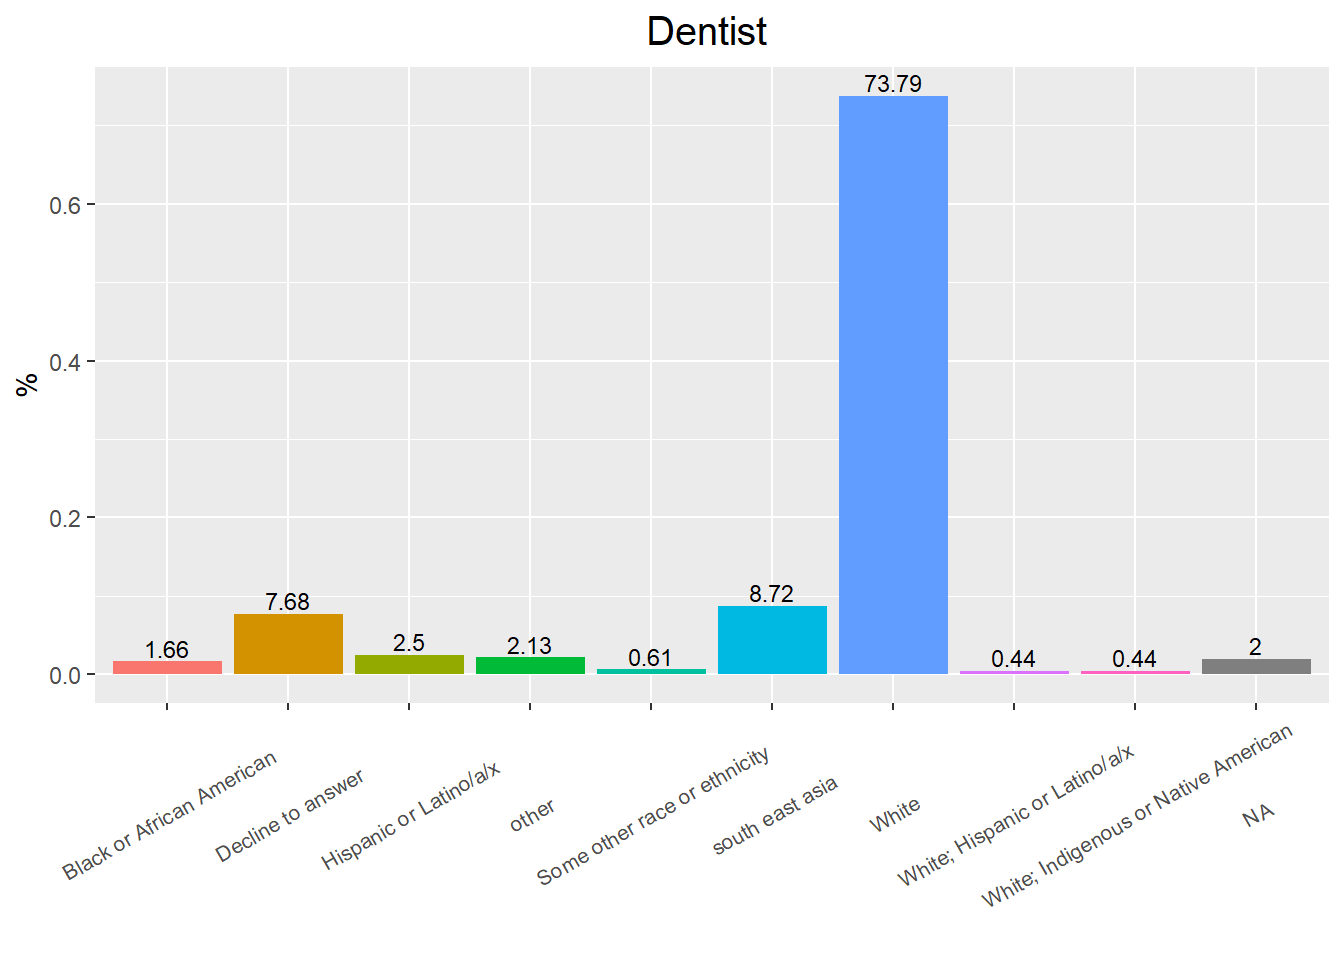 Dentist
73.79
0.6
0.4
%
0.2
8.72
7.68
2.5
2.13
1.66
0.61
0.44
0.44
2
0.0
Black or African American
Decline to answer
Hispanic or Latino/a/x
other
Some other race or ethnicity
south east asia
White
White; Hispanic or Latino/a/x
White; Indigenous or Native American
NA